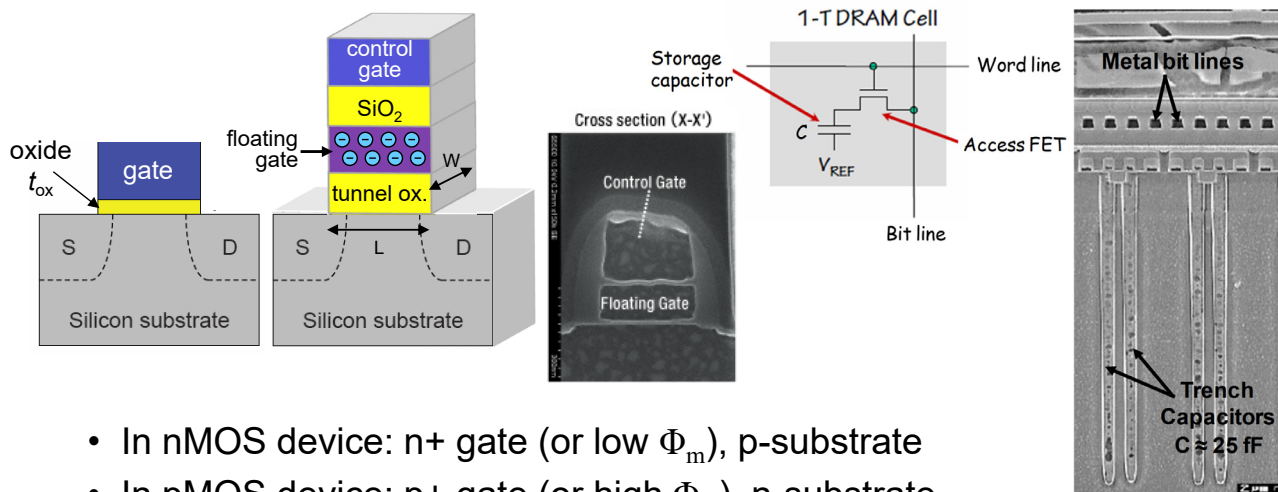 oxide
tox
gate
S
D
Silicon substrate
control
gate
SiO2
floating
gate
tunnel ox.
W
S
L
D
Silicon substrate
Cross section (X-X')
Control Gate
Floating Gate
1-T DRAM Cell
Storage
capacitor
Word line
C
VREF
Access FET
Bit line
Metal bit lines
Trench
Capacitors
C ≈ 25 fF
• In nMOS device: n+ gate (or low Φm), p-substrate